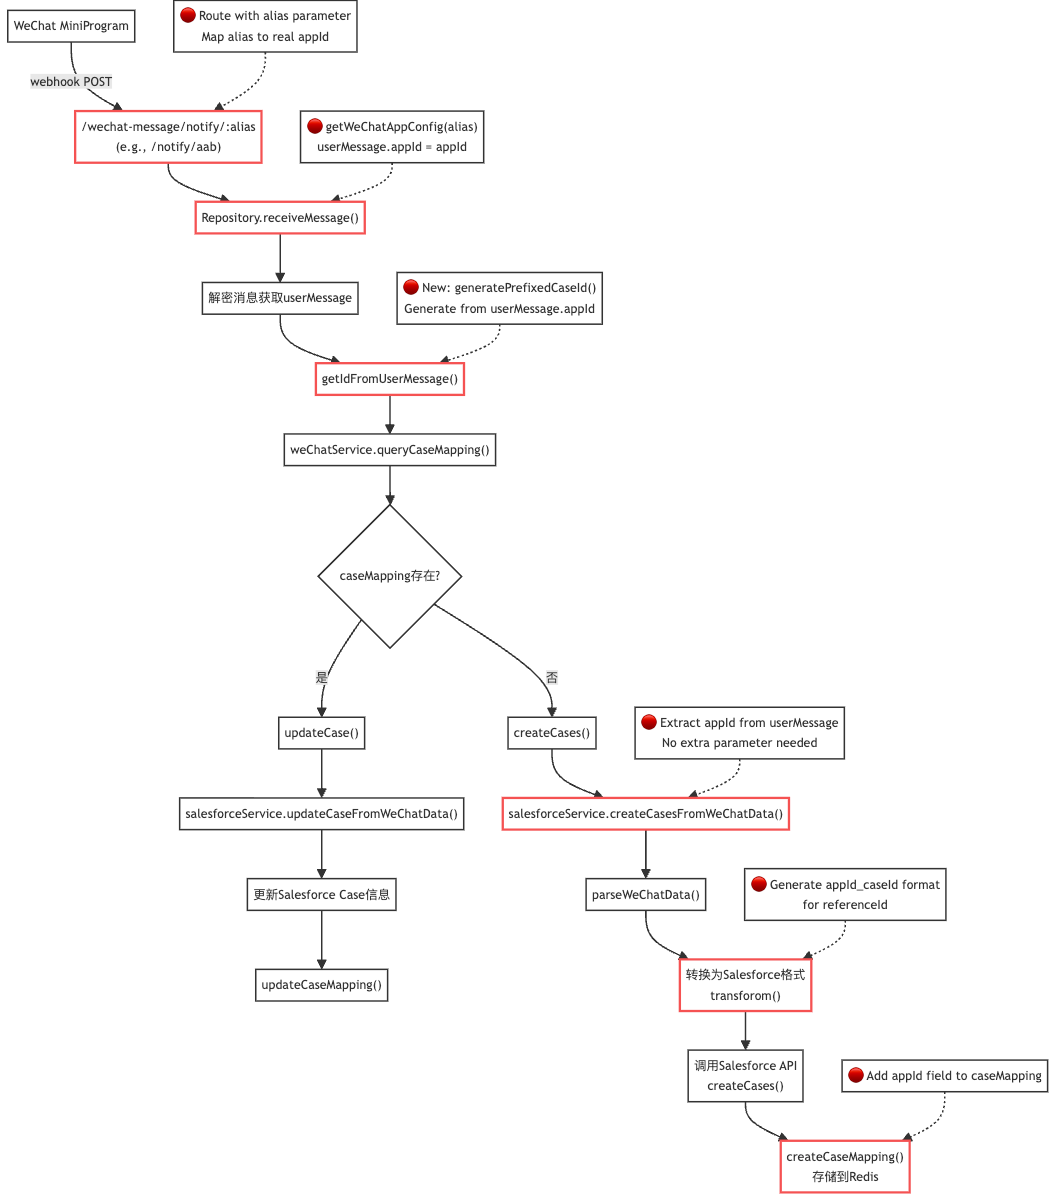 WeChat MiniProgram
Route with alias parameter
Map alias to real appId
webhook POST
/wechat-message/notify/:alias
(e.g., /notify/aab)
getWeChatAppConfig(alias)
userMessage.appId = appId
Repository.receiveMessage()
解密消息获取userMessage
New: generatePrefixedCaseId()
Generate from userMessage.appId
getIdFromUserMessage()
weChatService.queryCaseMapping()
caseMapping存在?
是
否
updateCase()
createCases()
Extract appId from userMessage
No extra parameter needed
salesforceService.updateCaseFromWeChatData()
salesforceService.createCasesFromWeChatData()
更新Salesforce Case信息
parseWeChatData()
Generate appId_caseId format
for referenceId
updateCaseMapping()
转换为Salesforce格式
transforom()
调用Salesforce API
createCases()
Add appId field to caseMapping
createCaseMapping()
存储到Redis